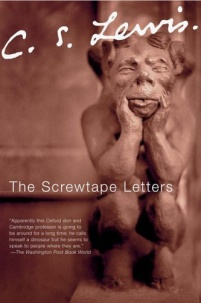 C. S. Lewis.
The Screwtape Letters
"Apparently this Oxford don and
Cambridge professor is going to
be around for a long time; he calls
himself a dinosaur but he seems to
speak to people where they are."
—The Washington Post Book World